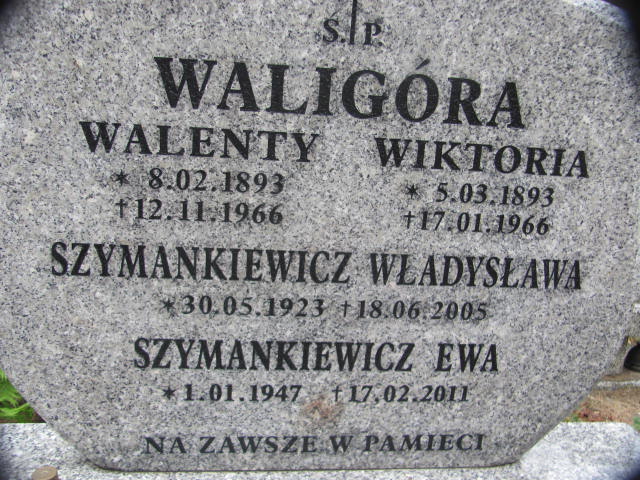 Ś. P.
WALIGÓRA
WALENTY WIKTORIA
* 8.02.1893 * 5.03.1893
† 12.11.1966 † 17.01.1966
SZYMANKIEWICZ WŁADYSŁAWA
* 30.05.1923 † 18.06.2005
SZYMANKIEWICZ EWA
* 1.01.1947 † 17.02.2011
NA ZAWSZE W PAMIECI